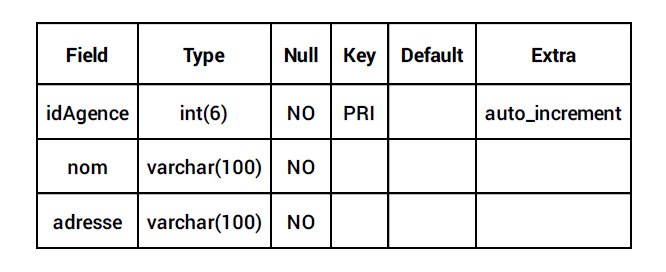 Field Type Null Key Default Extra
idAgence int(6) NO PRI auto_increment
nom varchar(100) NO
adresse varchar(100) NO